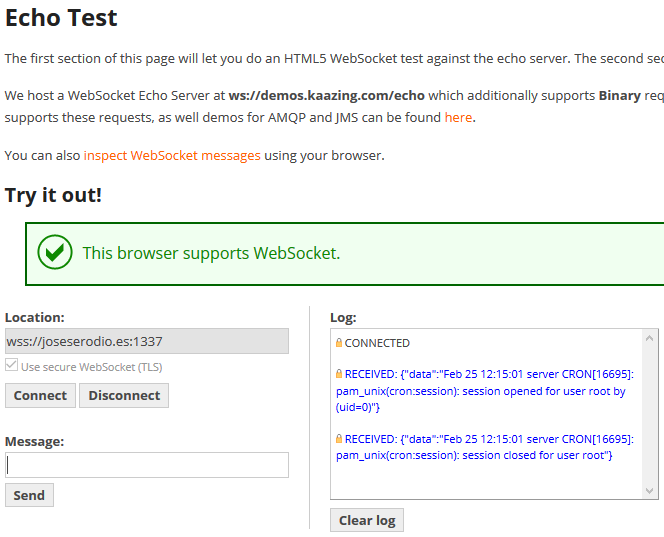 Echo Test
The first section of this page will let you do an HTML5 WebSocket test against the echo server. The second sec
We host a WebSocket Echo Server at ws://demos.kaazing.com/echo which additionally supports Binary req
supports these requests, as well demos for AMQP and JMS can be found here.
You can also inspect WebSocket messages using your browser.
Try it out!
This browser supports WebSocket.
Location:
wss://joseserodio.es:1337
Use secure WebSocket (TLS)
Connect Disconnect
Message:
Send
Log:
CONNECTED
RECEIVED: {"data":"Feb 25 12:15:01 server CRON[16695]:
pam_unix(cron:session): session opened for user root by
(uid=0)"}
RECEIVED: {"data":"Feb 25 12:15:01 server CRON[16695]:
pam_unix(cron:session): session closed for user root"}
Clear log